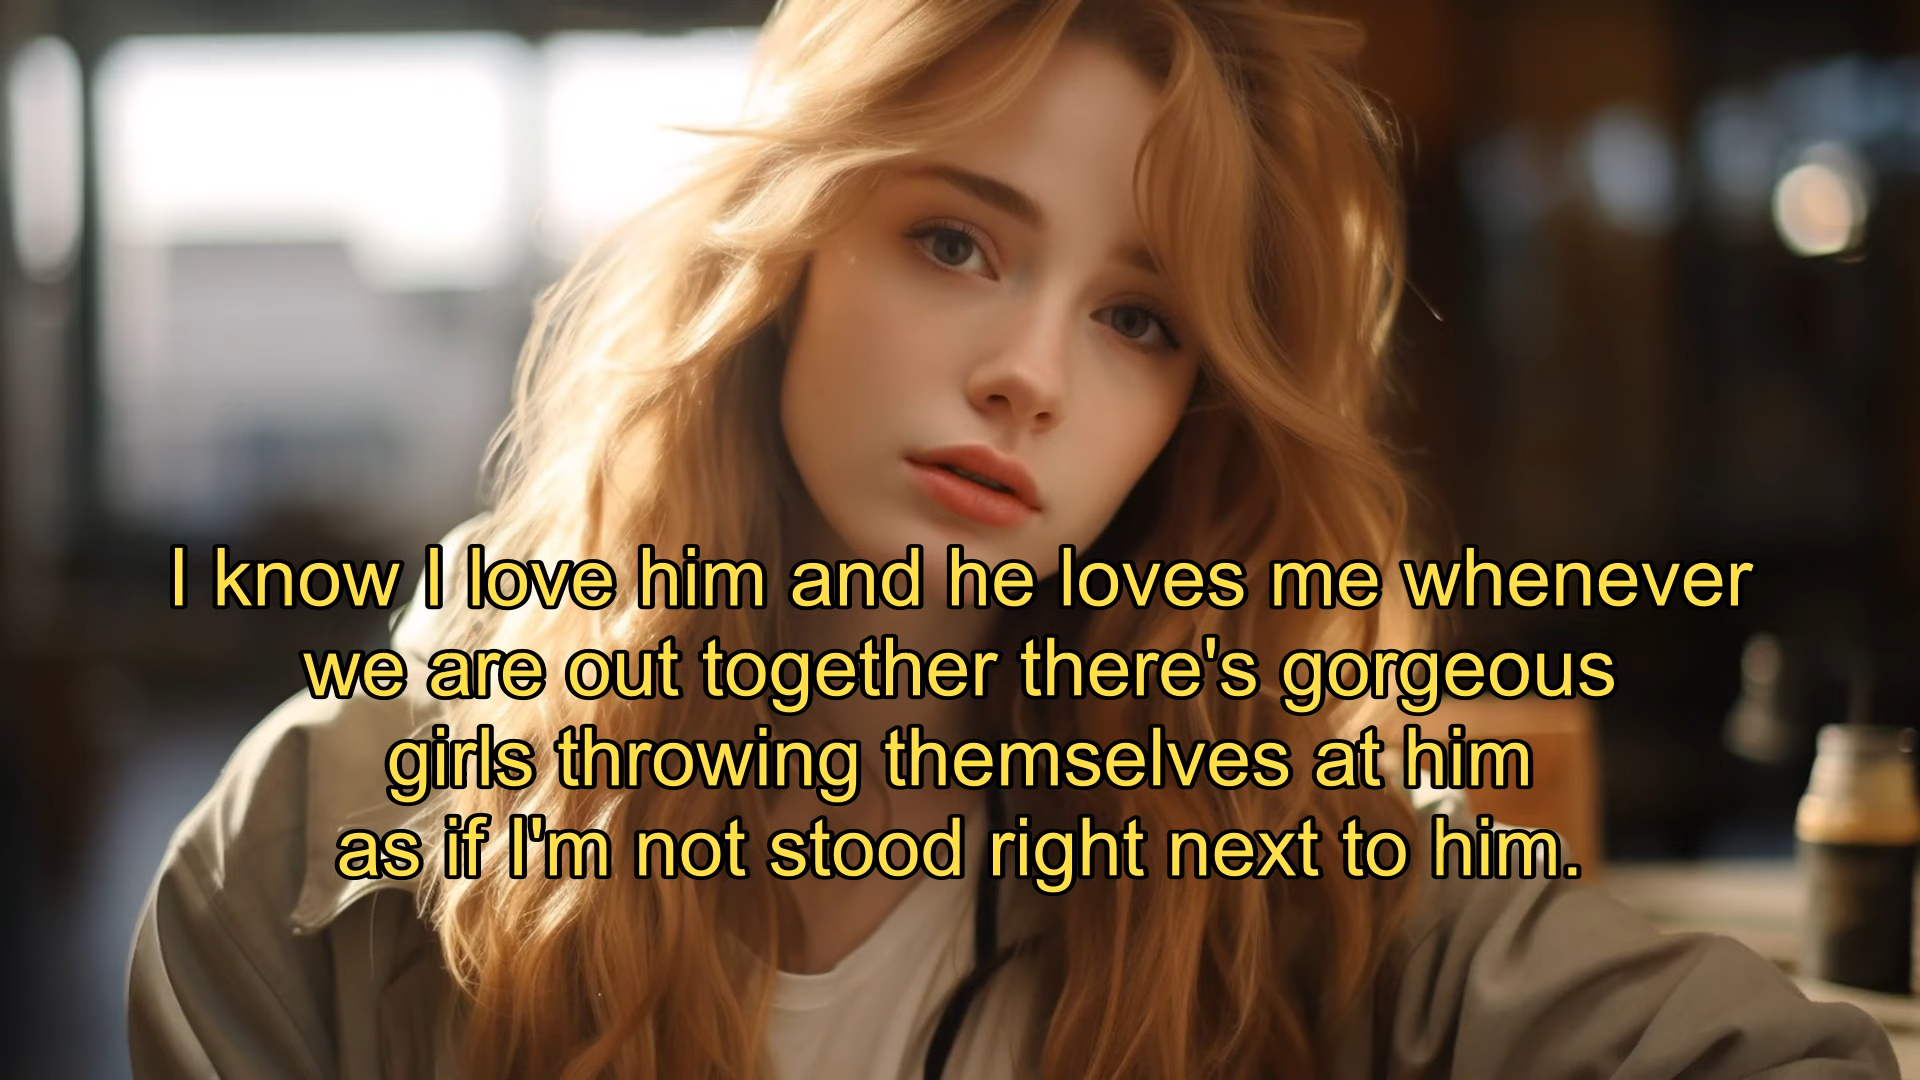 I know I love him and he loves me whenever
we are out together there's gorgeous
girls throwing themselves at him
as if I'm not stood right next to him.